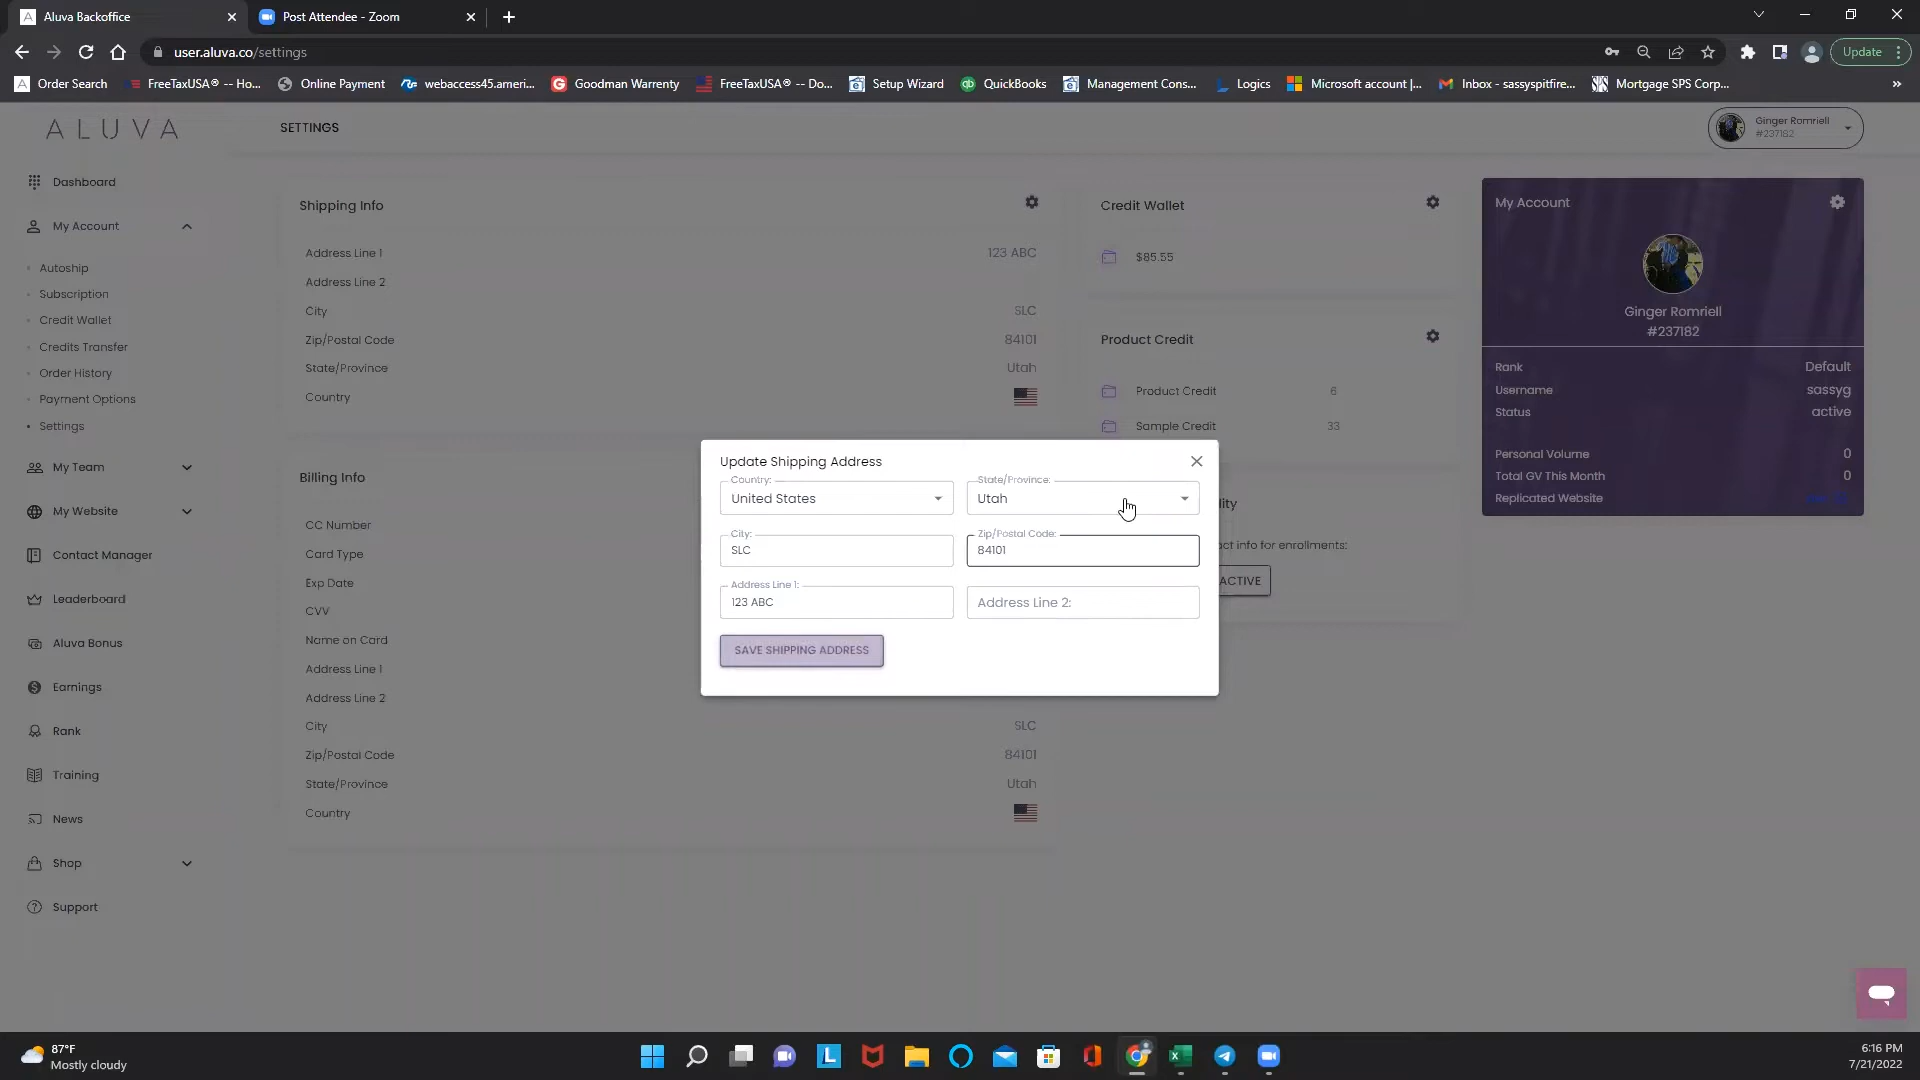 Aluva Backoffice
Post Attendee - Zoom
user.aluva.co/settings
Update
Order Search
FreeTaxUSA® -- Ho...
Online Payment
webaccess45.ameri...
Goodman Warrenty
FreeTaxUSA® -- Do...
Setup Wizard
QuickBooks
Management Cons...
Logics
Microsoft account |...
Inbox - sassyspitfire...
Mortgage SPS Corp...
ALUVA
SETTINGS
Ginger Romriell
#237182
Dashboard
My Account
Autoship
Subscription
Credit Wallet
Credits Transfer
Order History
Payment Options
Settings
My Team
My Website
Contact Manager
Leaderboard
Aluva Bonus
Earnings
Rank
Training
News
Shop
Support
Shipping Info
Address Line 1 123 ABC
Address Line 2
City SLC
Zip/Postal Code 84101
State/Province Utah
Country
Billing Info
CC Number
Card Type
Exp Date
CVV
Name on Card
Address Line 1
Address Line 2
City SLC
Zip/Postal Code 84101
State/Province Utah
Country
Credit Wallet
$85.55
Product Credit
Product Credit 6
Sample Credit 33
act info for enrollments:
ACTIVE
My Account
Ginger Romriell
#237182
Rank Default
Username sassyg
Status active
Personal Volume 0
Total GV This Month 0
Replicated Website
Update Shipping Address
Country:
United States
State/Province:
Utah
City:
SLC
Zip/Postal Code:
84101
Address Line 1:
123 ABC
Address Line 2:
SAVE SHIPPING ADDRESS
87°F
Mostly cloudy
6:16 PM
7/21/2022